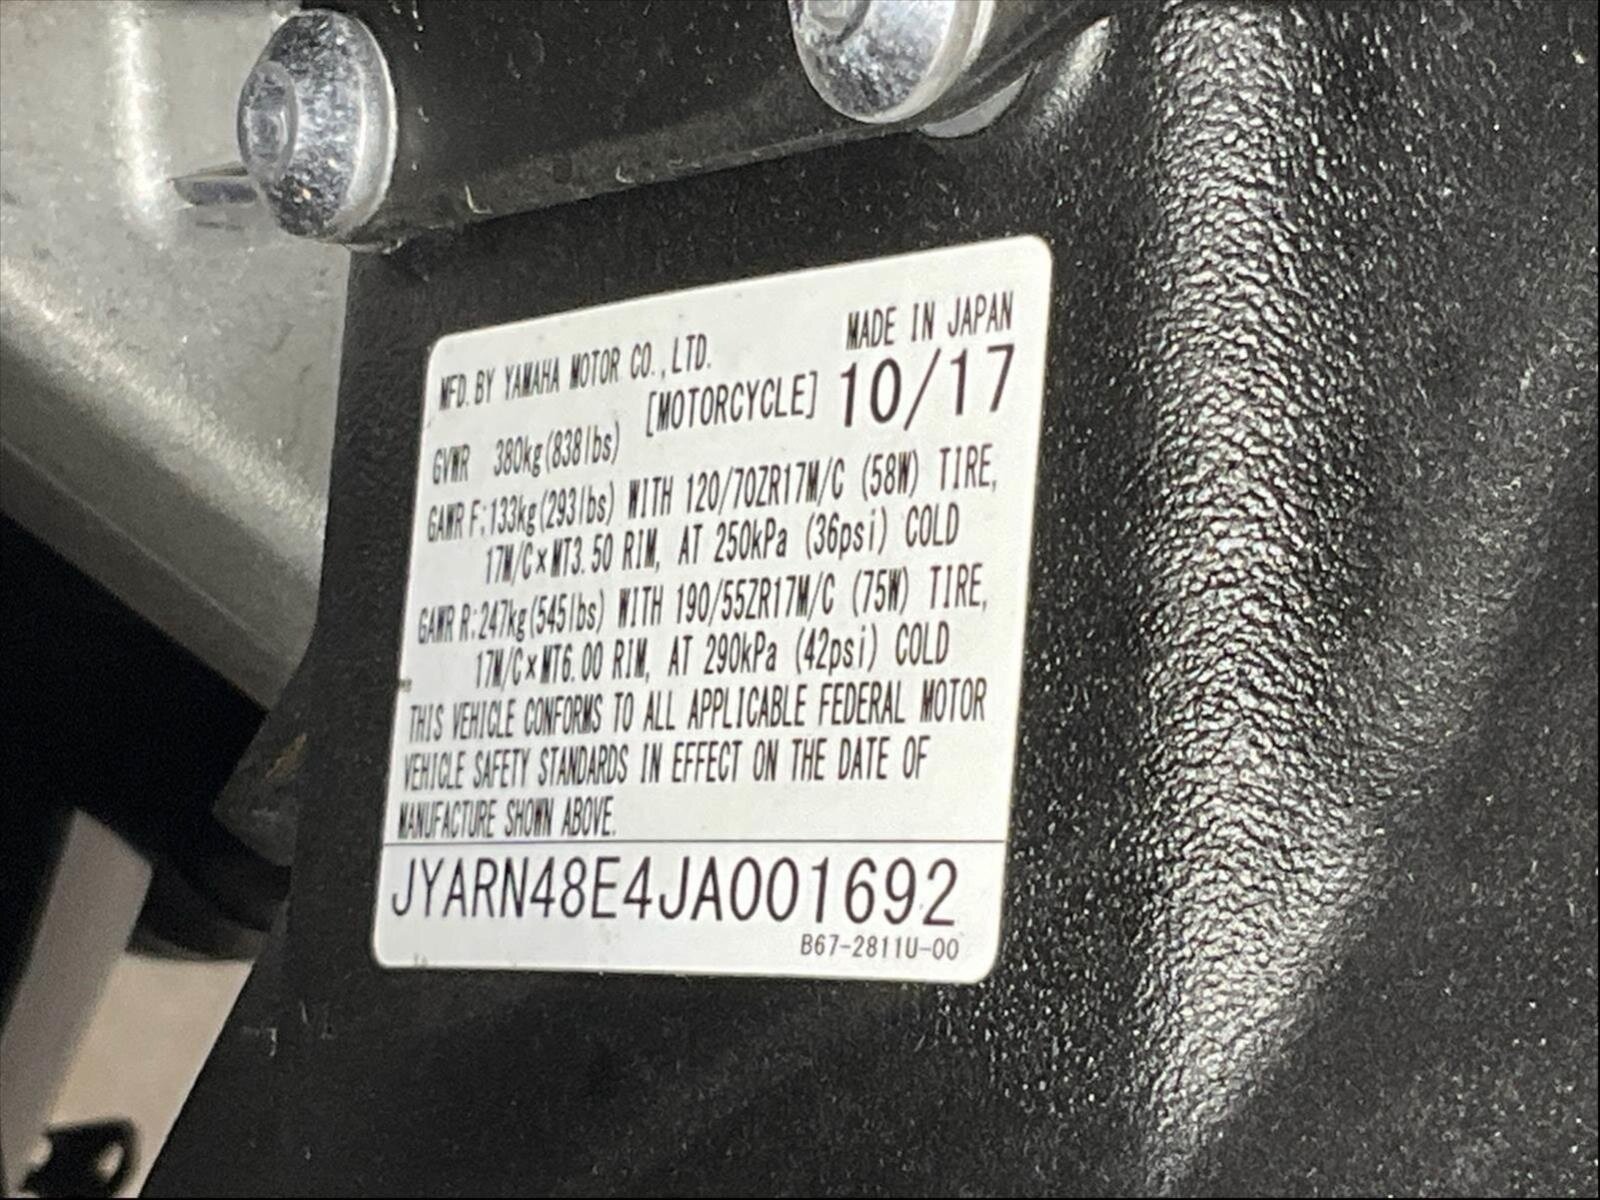 MADE IN JAPAN
MFD. BY YAMAHA MOTOR CO., LTD.
[MOTORCYCLE] 10/17
GVWR 380kg(838lbs)
GAWR F:133kg(293lbs) WITH 120/70ZR17M/C (58W) TIRE,
17M/C×MT3.50 RIM, AT 250kPa (36psi) COLD
GAWR R:247kg(545lbs) WITH 190/55ZR17M/C (75W) TIRE,
17M/C×MT6.00 RIM, AT 290kPa (42psi) COLD
THIS VEHICLE CONFORMS TO ALL APPLICABLE FEDERAL MOTOR
VEHICLE SAFETY STANDARDS IN EFFECT ON THE DATE OF
MANUFACTURE SHOWN ABOVE.
JYARN48E4JA001692
B67-2811U-00